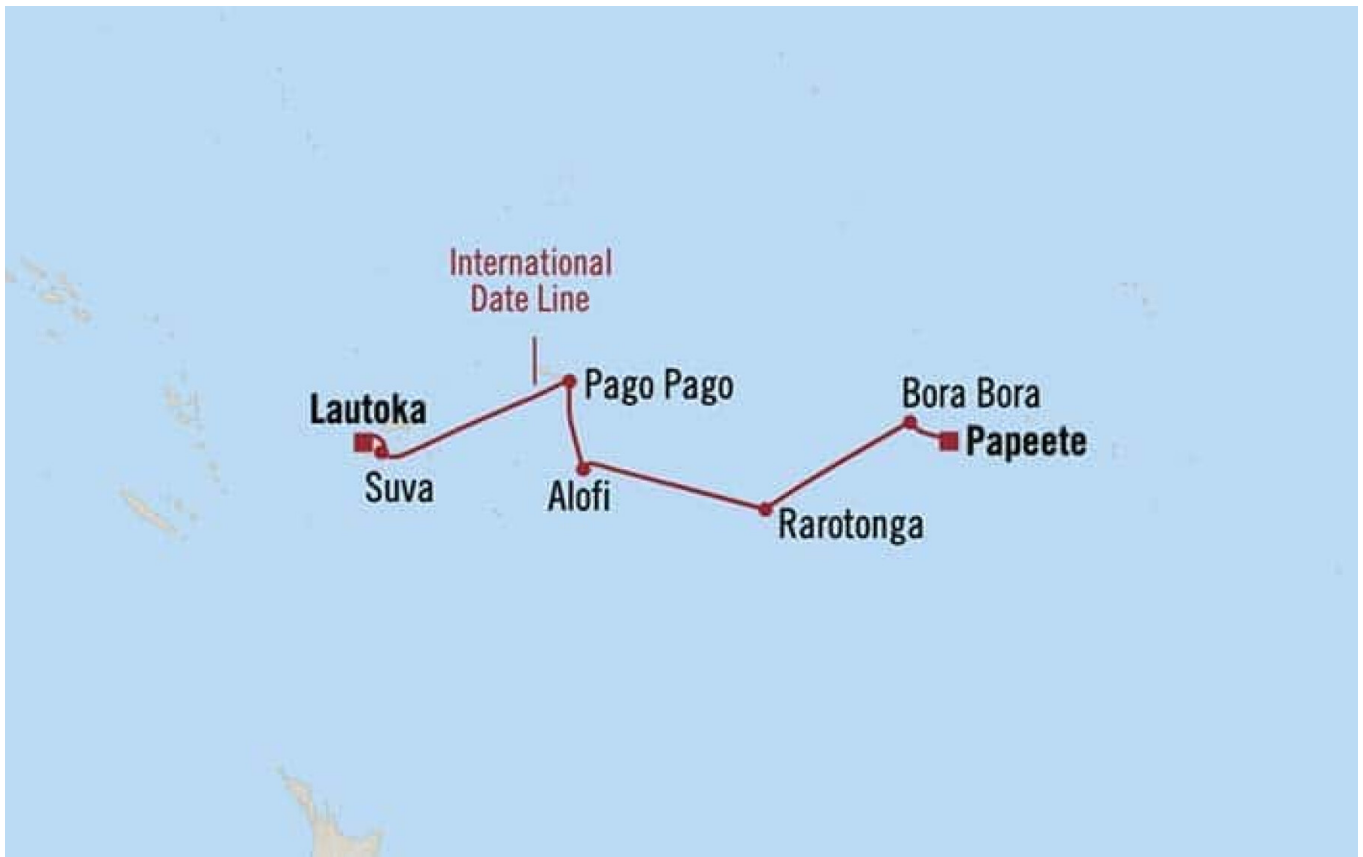 International
Date Line
Pago Pago
Bora Bora
Lautoka
Papeete
Suva
Alofi
Rarotonga